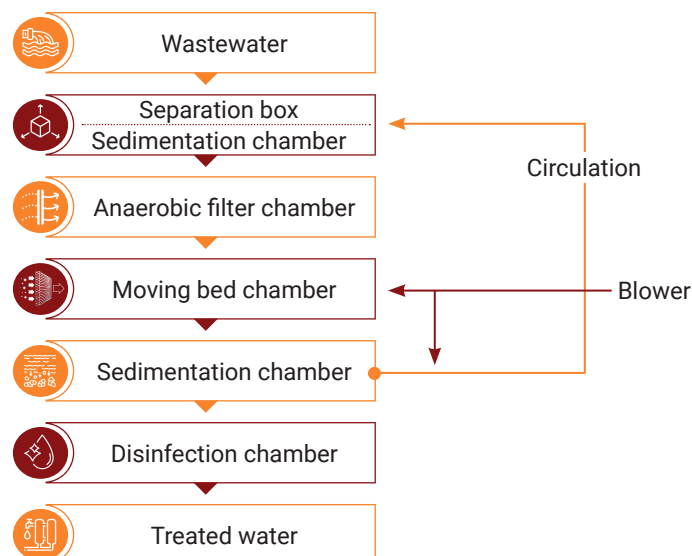 Wastewater
Separation box
Sedimentation chamber
Circulation
Anaerobic filter chamber
Moving bed chamber
Blower
Sedimentation chamber
Disinfection chamber
Treated water